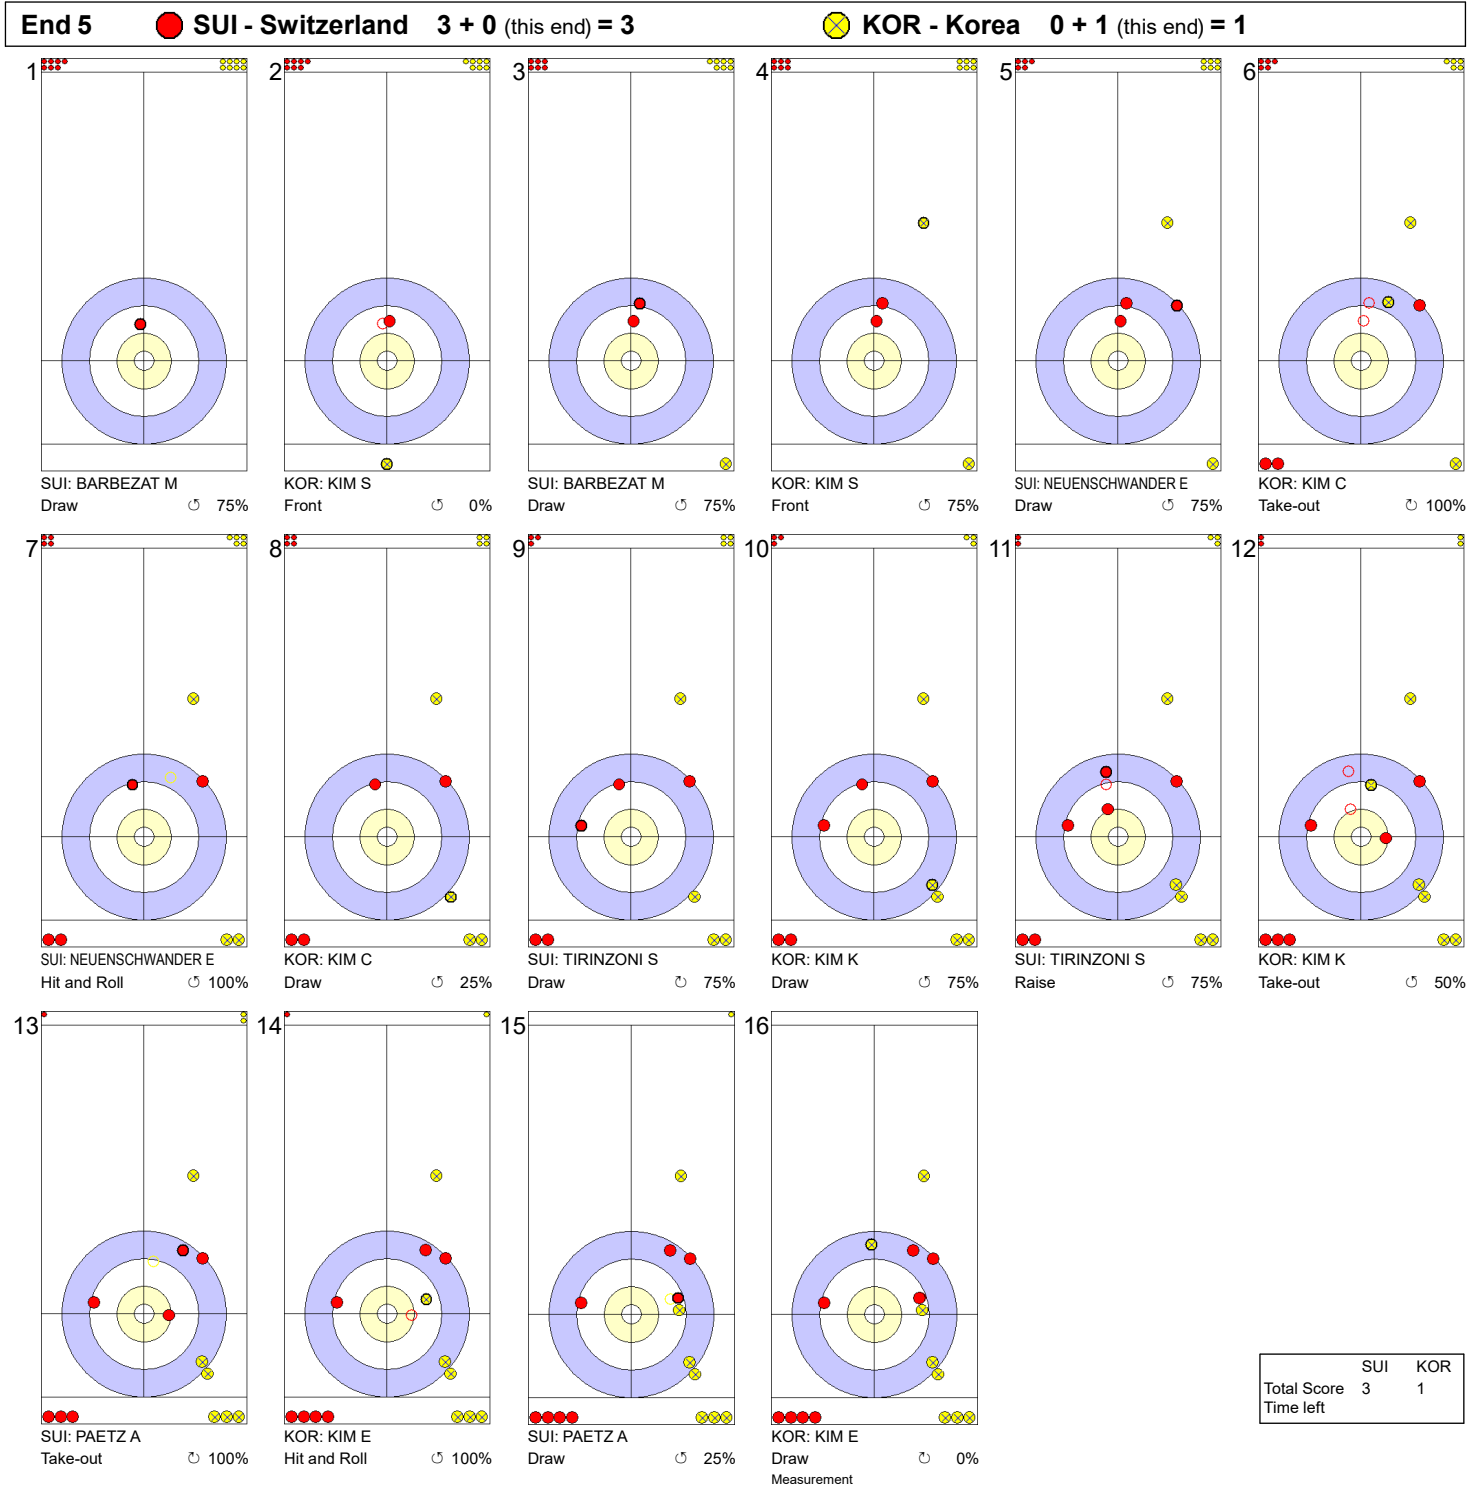 End 5 SUI - Switzerland 3 + 0 (this end) = 3 KOR - Korea 0 + 1 (this end) = 1
1 2 3 4 5 6
SUI: BARBEZAT M KOR: KIM S SUI: BARBEZAT M KOR: KIM S SUI: NEUENSCHWANDER E KOR: KIM C
Draw ↺ 75% Front ↺ 0% Draw ↺ 75% Front ↺ 75% Draw ↺ 75% Take-out ↻ 100%
7 8 9 10 11 12
SUI: NEUENSCHWANDER E KOR: KIM C SUI: TIRINZONI S KOR: KIM K SUI: TIRINZONI S KOR: KIM K
Hit and Roll ↺ 100% Draw ↺ 25% Draw ↻ 75% Draw ↺ 75% Raise ↺ 75% Take-out ↺ 50%
13 14 15 16
SUI: PAETZ A KOR: KIM E SUI: PAETZ A KOR: KIM E
Take-out ↻ 100% Hit and Roll ↺ 100% Draw ↺ 25% Draw ↻ 0%
Measurement
SUI KOR
Total Score 3 1
Time left